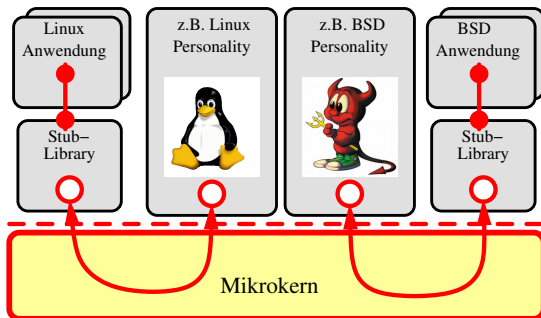 Linux
Anwendung
z.B. Linux
Personality
z.B. BSD
Personality
BSD
Anwendung
Stub–
Library
Stub–
Library
Mikrokern